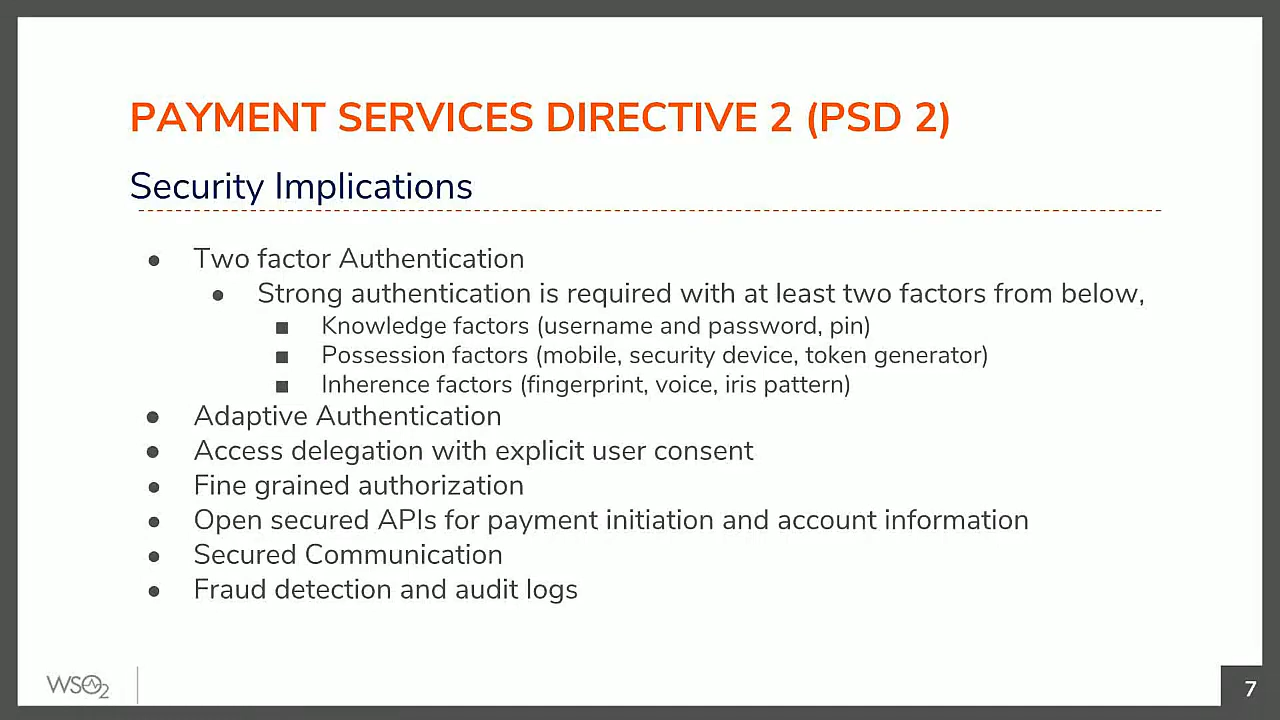 PAYMENT SERVICES DIRECTIVE 2 (PSD 2)
Security Implications
● Two factor Authentication
● Strong authentication is required with at least two factors from below,
■ Knowledge factors (username and password, pin)
■ Possession factors (mobile, security device, token generator)
■ Inherence factors (fingerprint, voice, iris pattern)
● Adaptive Authentication
● Access delegation with explicit user consent
● Fine grained authorization
● Open secured APIs for payment initiation and account information
● Secured Communication
● Fraud detection and audit logs
WSO2
7